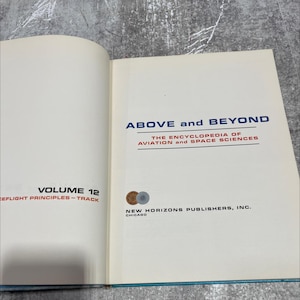 VOLUME 12
EFLIGHT PRINCIPLES—TRACK
ABOVE and BEYOND
THE ENCYCLOPEDIA OF
AVIATION and SPACE SCIENCES
NEW HORIZONS PUBLISHERS, INC.
CHICAGO